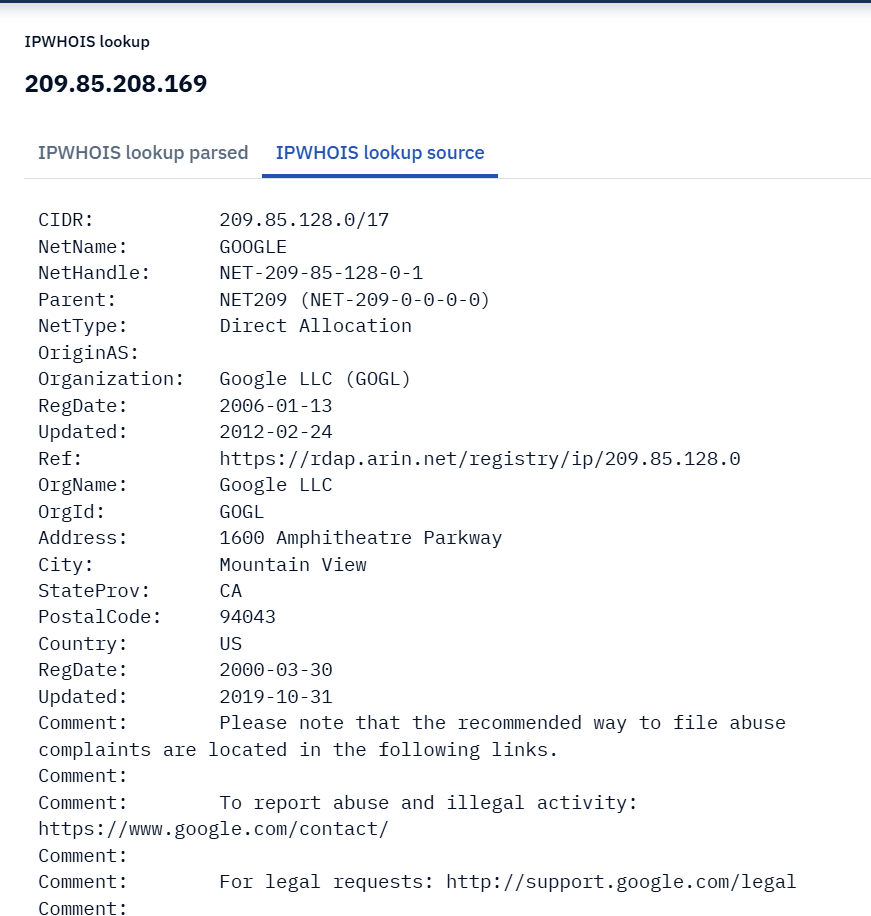 IPWHOIS lookup
209.85.208.169
IPWHOIS lookup parsed IPWHOIS lookup source
CIDR: 209.85.128.0/17
NetName: GOOGLE
NetHandle: NET-209-85-128-0-1
Parent: NET209 (NET-209-0-0-0-0)
NetType: Direct Allocation
OriginAS:
Organization: Google LLC (GOGL)
RegDate: 2006-01-13
Updated: 2012-02-24
Ref: https://rdap.arin.net/registry/ip/209.85.128.0
OrgName: Google LLC
OrgId: GOGL
Address: 1600 Amphitheatre Parkway
City: Mountain View
StateProv: CA
PostalCode: 94043
Country: US
RegDate: 2000-03-30
Updated: 2019-10-31
Comment: Please note that the recommended way to file abuse
complaints are located in the following links.
Comment:
Comment: To report abuse and illegal activity:
https://www.google.com/contact/
Comment:
Comment: For legal requests: http://support.google.com/legal
Comment: